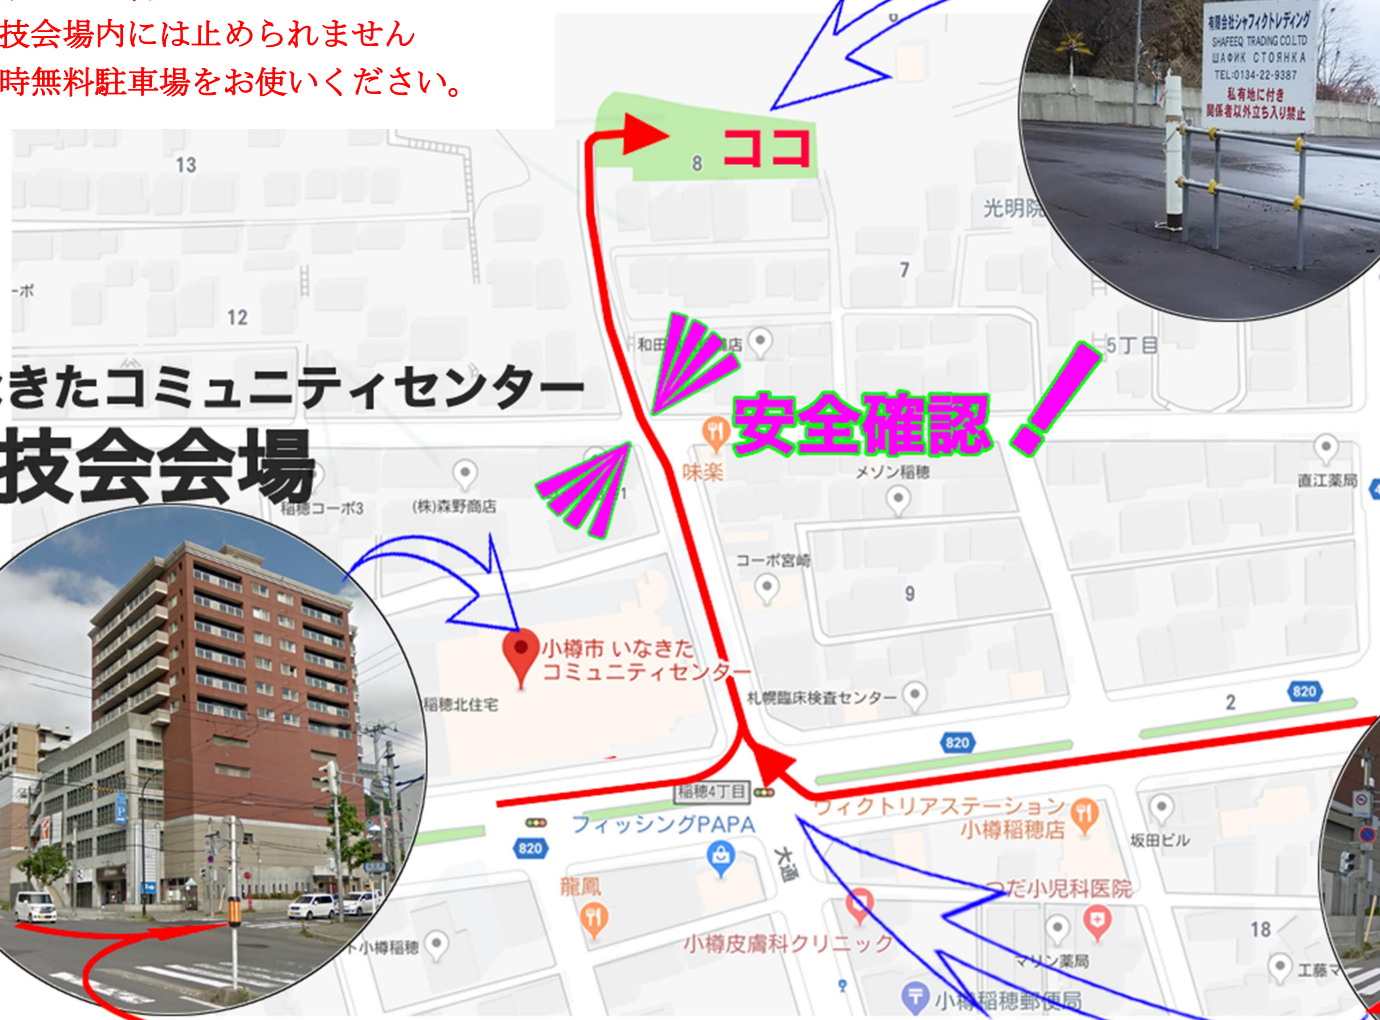 技会場内には止められません
時無料駐車場をお使いください。
有限会社シャフィクトレディング
SHAFEEQ TRADING CO.LTD
ШАФИК СТОЯНКА
TEL:0134-22-9387
私有地に付き
関係者以外立ち入り禁止
13
8
ココ
光明院
7
12
5丁目
きたコミュニティセンター
技会会場
安全確認!
味楽
メゾン稲穂
直江薬局
稲穂コーポ3
(株)森野商店
コーポ宮崎
9
小樽市 いなきた
コミュニティセンター
稲穂北住宅
札幌臨床検査センター
2
820
820
稲穂4丁目
フィッシングPAPA
ヴィクトリアステーション
小樽稲穂店
坂田ビル
820
大通
龍鳳
つだ小児科医院
小樽皮膚科クリニック
ト小樽稲穂
マリン薬局
18
工藤マ
小樽稲穂郵便局